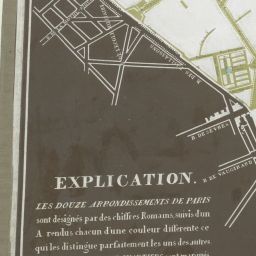 R. DE SEVRES
R. DE VAUGIRARD
EXPLICATION.
LES DOUZE ARRONDISSEMENTS DE PARIS
sont designés par des chiffres Romains, suivis d'un
A. rendus chacun d'une couleur differente ce
qui les distingue parfaitement les uns des autres.